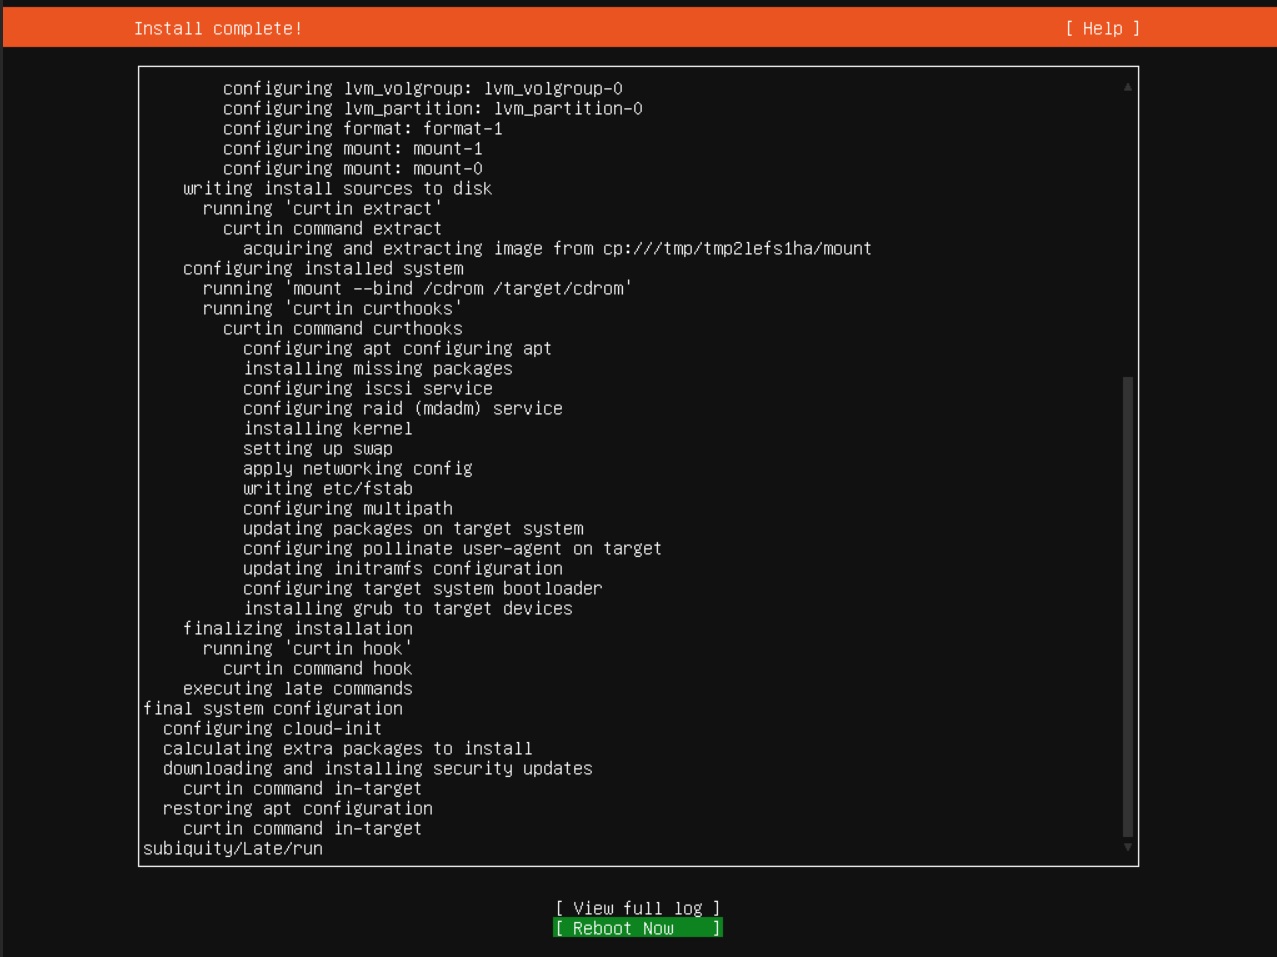 Install complete!
[ Help ]
configuring lvm_volgroup: lvm_volgroup-0
configuring lvm_partition: lvm_partition-0
configuring format: format-1
configuring mount: mount-1
configuring mount: mount-0
writing install sources to disk
running 'curtin extract'
curtin command extract
acquiring and extracting image from cp:///tmp/tmp2lefs1ha/mount
configuring installed system
running 'mount --bind /cdrom /target/cdrom'
running 'curtin curthooks'
curtin command curthooks
configuring apt configuring apt
installing missing packages
configuring iscsi service
configuring raid (mdadm) service
installing kernel
setting up swap
apply networking config
writing etc/fstab
configuring multipath
updating packages on target system
configuring pollinate user-agent on target
updating initramfs configuration
configuring target system bootloader
installing grub to target devices
finalizing installation
running 'curtin hook'
curtin command hook
executing late commands
final system configuration
configuring cloud-init
calculating extra packages to install
downloading and installing security updates
curtin command in-target
restoring apt configuration
curtin command in-target
subiquity/Late/run
[ View full log ]
[ Reboot Now ]